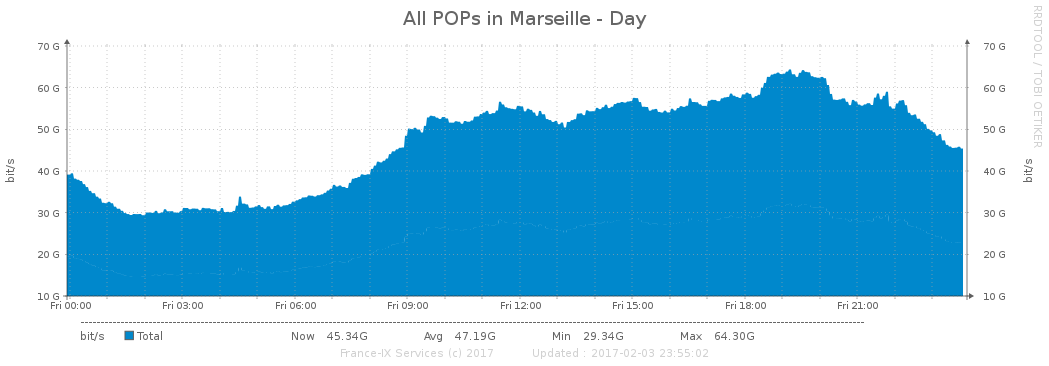 All POPs in Marseille - Day
RRDTOOL / TOBI OETIKER
bit/s
70 G 70 G
60 G 60 G
50 G 50 G
40 G 40 G
30 G 30 G
20 G 20 G
10 G 10 G
bit/s
Fri 00:00 Fri 03:00 Fri 06:00 Fri 09:00 Fri 12:00 Fri 15:00 Fri 18:00 Fri 21:00
bit/s Total Now 45.34G Avg 47.19G Min 29.34G Max 64.30G
France-IX Services (c) 2017 Updated : 2017-02-03 23:55:02